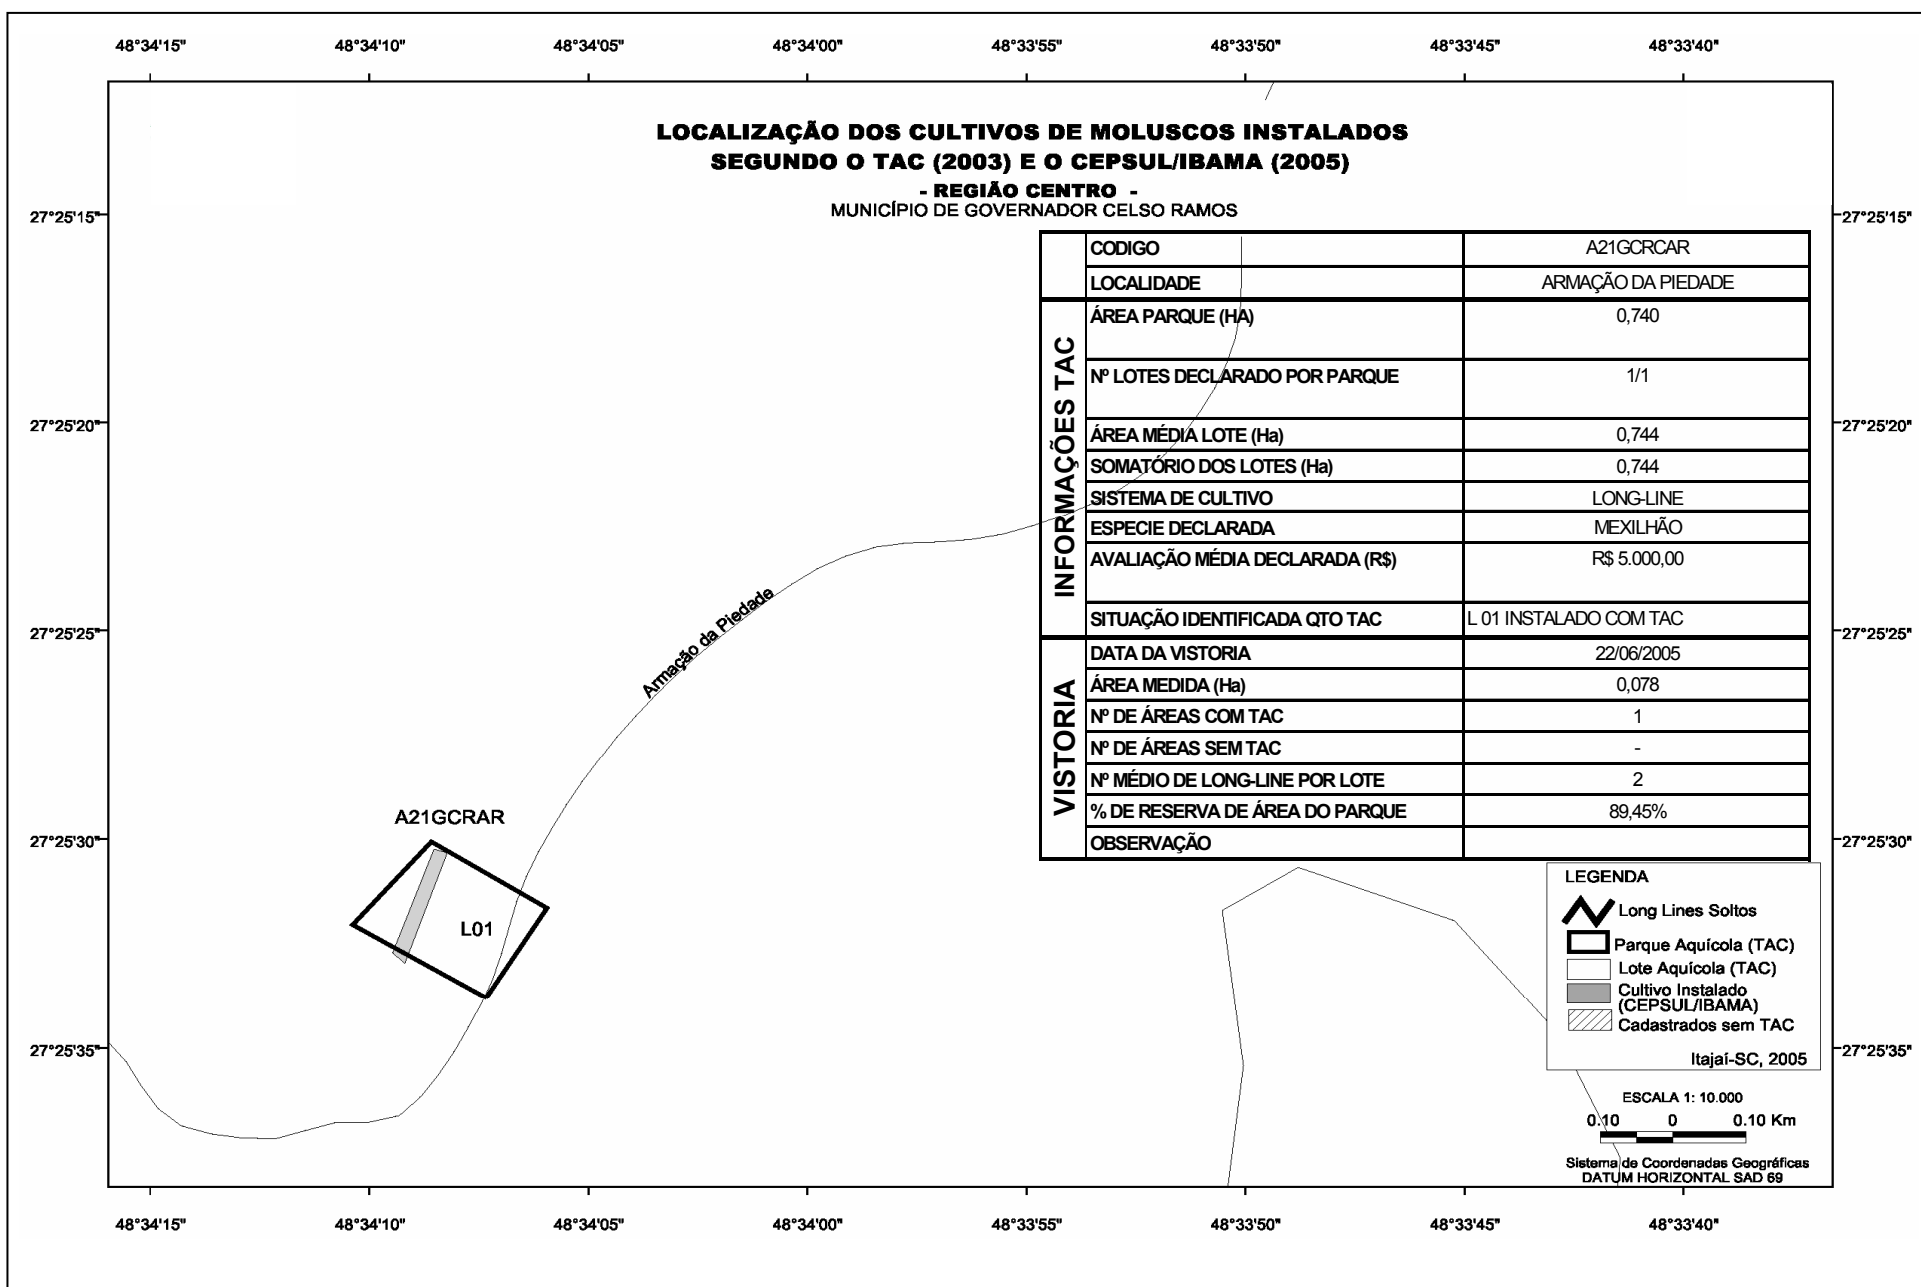 48°34'15" 48°34'10" 48°34'05" 48°34'00" 48°33'55" 48°33'50" 48°33'45" 48°33'40"
LOCALIZAÇÃO DOS CULTIVOS DE MOLUSCOS INSTALADOS
SEGUNDO O TAC (2003) E O CEPSUL/IBAMA (2005)
- REGIÃO CENTRO -
MUNICÍPIO DE GOVERNADOR CELSO RAMOS
27°25'15" 27°25'15"
CODIGO A21GCRCAR
LOCALIDADE ARMAÇÃO DA PIEDADE
INFORMAÇÕES TAC
ÁREA PARQUE (HA) 0,740
Nº LOTES DECLARADO POR PARQUE 1/1
27°25'20" 27°25'20"
ÁREA MÉDIA LOTE (Ha) 0,744
SOMATÓRIO DOS LOTES (Ha) 0,744
SISTEMA DE CULTIVO LONG-LINE
ESPECIE DECLARADA MEXILHÃO
AVALIAÇÃO MÉDIA DECLARADA (R$) R$ 5.000,00
SITUAÇÃO IDENTIFICADA QTO TAC L 01 INSTALADO COM TAC
27°25'25" 27°25'25"
Armação da Piedade
VISTORIA
DATA DA VISTORIA 22/06/2005
ÁREA MEDIDA (Ha) 0,078
Nº DE ÁREAS COM TAC 1
Nº DE ÁREAS SEM TAC -
Nº MÉDIO DE LONG-LINE POR LOTE 2
% DE RESERVA DE ÁREA DO PARQUE 89,45%
OBSERVAÇÃO
A21GCRAR
27°25'30" 27°25'30"
L01
LEGENDA
Long Lines Soltos
Parque Aquícola (TAC)
Lote Aquícola (TAC)
Cultivo Instalado
(CEPSUL/IBAMA)
Cadastrados sem TAC
Itajaí-SC, 2005
27°25'35" 27°25'35"
ESCALA 1: 10.000
0.10 0 0.10 Km
Sistema de Coordenadas Geográficas
DATUM HORIZONTAL SAD 69
48°34'15" 48°34'10" 48°34'05" 48°34'00" 48°33'55" 48°33'50" 48°33'45" 48°33'40"